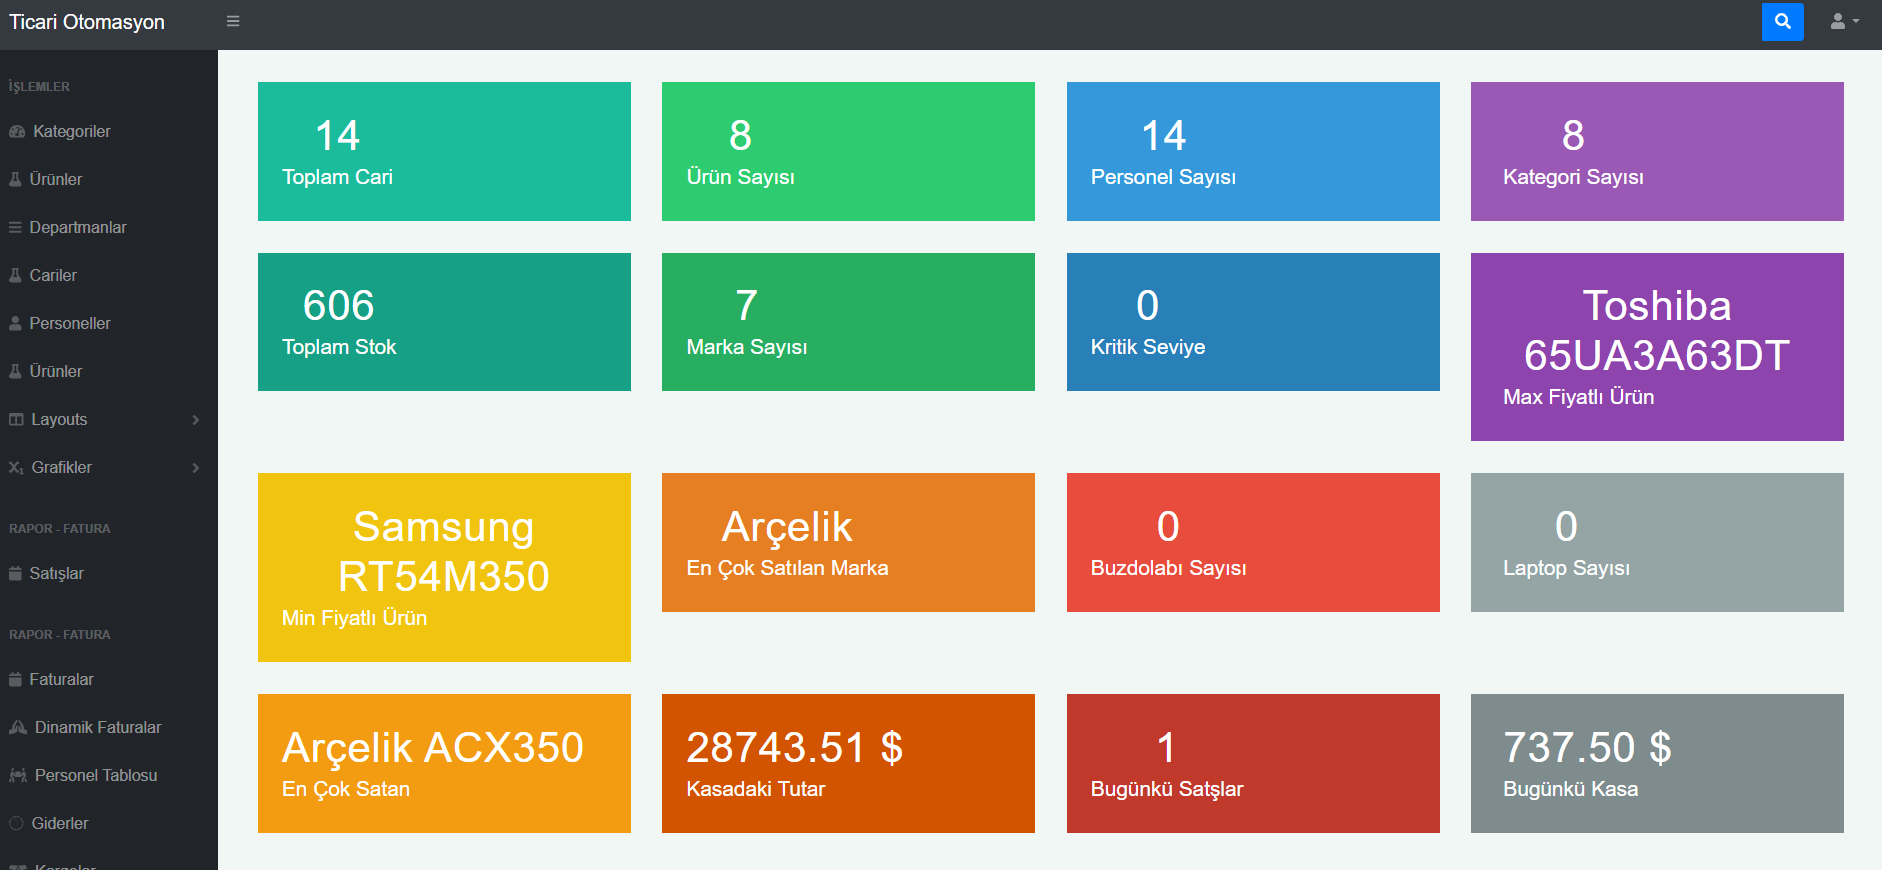 Ticari Otomasyon
İŞLEMLER
Kategoriler
Ürünler
Departmanlar
Cariler
Personeller
Ürünler
Layouts
Grafikler
RAPOR - FATURA
Satışlar
RAPOR - FATURA
Faturalar
Dinamik Faturalar
Personel Tablosu
Giderler
Kargolar
14
Toplam Cari
8
Ürün Sayısı
14
Personel Sayısı
8
Kategori Sayısı
606
Toplam Stok
7
Marka Sayısı
0
Kritik Seviye
Toshiba
65UA3A63DT
Max Fiyatlı Ürün
Samsung
RT54M350
Min Fiyatlı Ürün
Arçelik
En Çok Satılan Marka
0
Buzdolabı Sayısı
0
Laptop Sayısı
Arçelik ACX350
En Çok Satan
28743.51 $
Kasadaki Tutar
1
Bugünkü Satşlar
737.50 $
Bugünkü Kasa